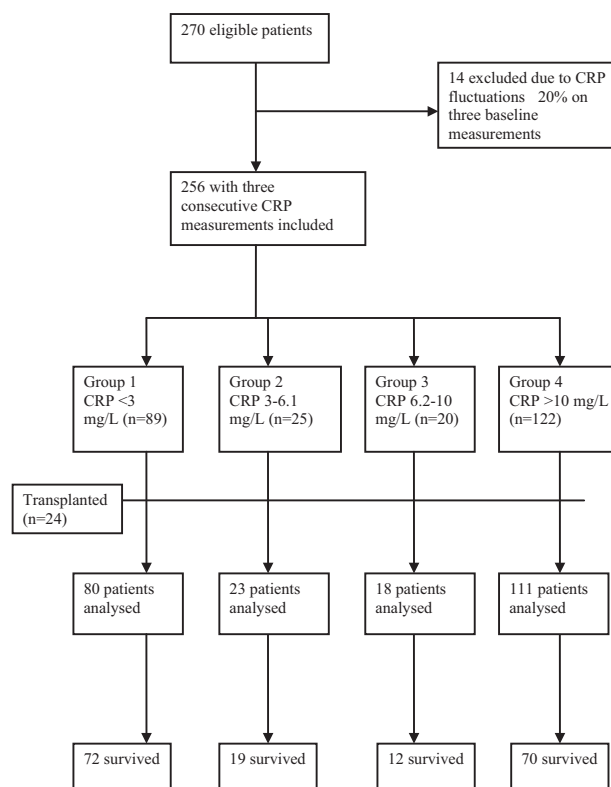 270 eligible patients
14 excluded due to CRP
fluctuations 20% on
three baseline
measurements
256 with three
consecutive CRP
measurements included
Group 1
CRP <3
mg/L (n=89)
Group 2
CRP 3-6.1
mg/L (n=25)
Group 3
CRP 6.2-10
mg/L (n=20)
Group 4
CRP >10 mg/L
(n=122)
Transplanted
(n=24)
80 patients
analysed
23 patients
analysed
18 patients
analysed
111 patients
analysed
72 survived
19 survived
12 survived
70 survived